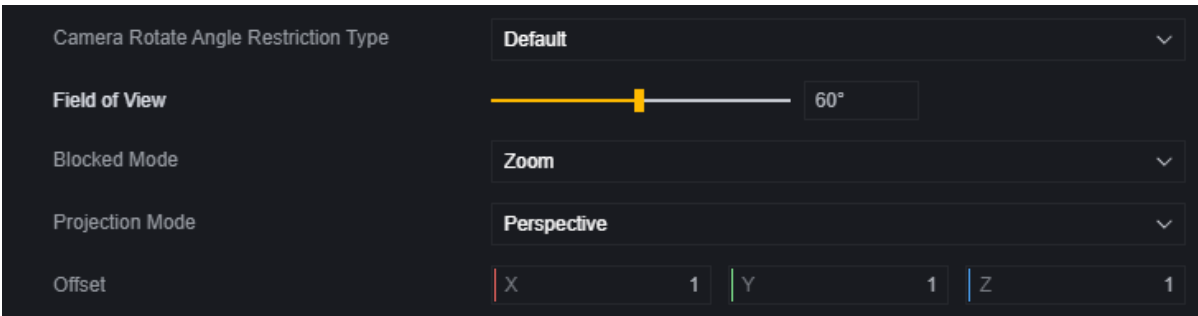 Camera Rotate Angle Restriction Type Default
Field of View 60°
Blocked Mode Zoom
Projection Mode Perspective
Offset X 1 Y 1 Z 1